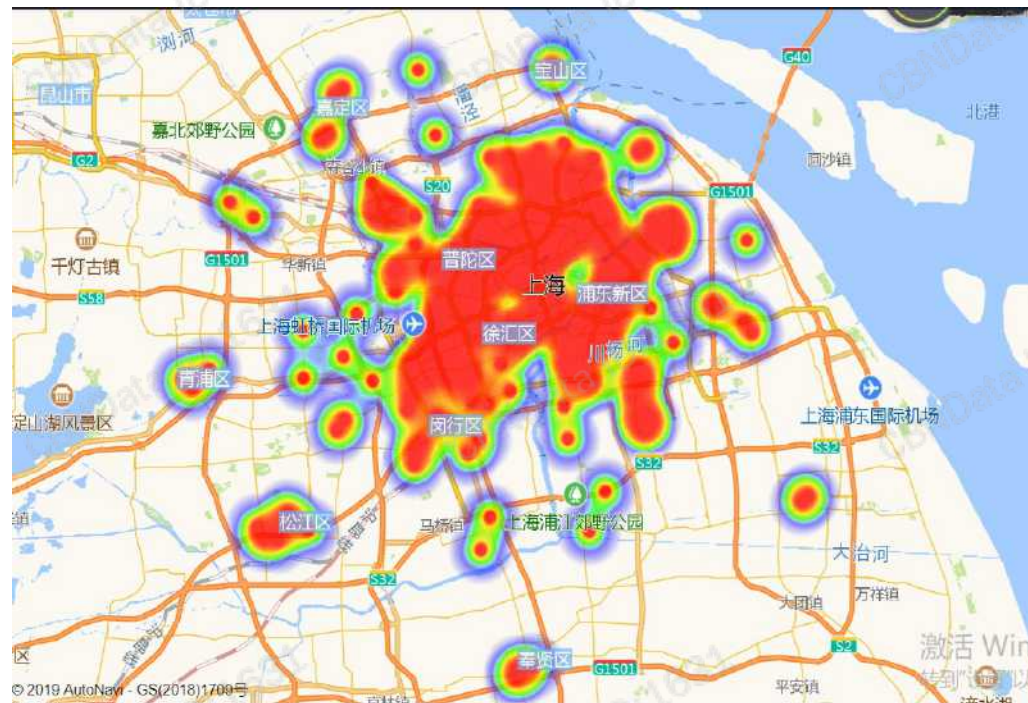 浏河
G40
宝山区
昆山市
嘉定区
蕰藻浜
北港
嘉北郊野公园
G2
S20
圆沙镇
G1501
普陀区
千灯古镇
G1501
华新镇
上海
浦东新区
S58
上海虹桥国际机场
徐汇区
川杨河
青浦区
淀山湖风景区
上海浦东国际机场
闵行区
S32
S32
松江区
马桥镇
上海浦江郊野公园
大治河
S32
大团镇
万祥镇
S2
激活 Win
奉贤区
G1501
平安镇
© 2019 AutoNavi - GS(2018)1709号
CBNData